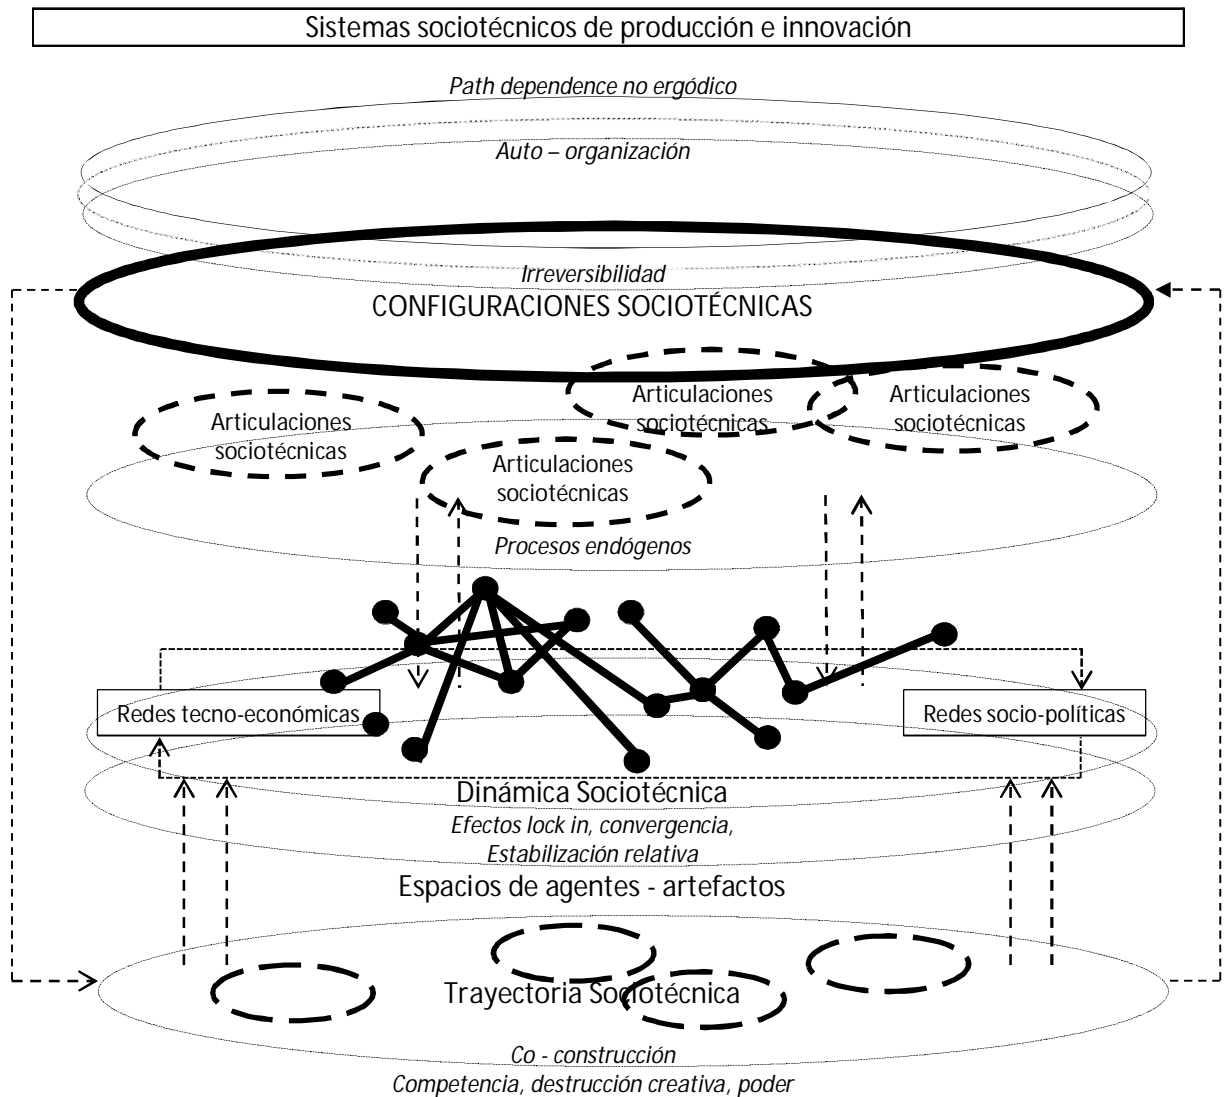 Sistemas sociotécnicos de producción e innovación
Path dependence no ergódico
Auto – organización
Irreversibilidad
CONFIGURACIONES SOCIOTÉCNICAS
Articulaciones
sociotécnicas
Articulaciones
sociotécnicas
Articulaciones
sociotécnicas
Articulaciones
sociotécnicas
Procesos endógenos
Redes tecno-económicas
Redes socio-políticas
Dinámica Sociotécnica
Efectos lock in, convergencia,
Estabilización relativa
Espacios de agentes - artefactos
Trayectoria Sociotécnica
Co - construcción
Competencia, destrucción creativa, poder